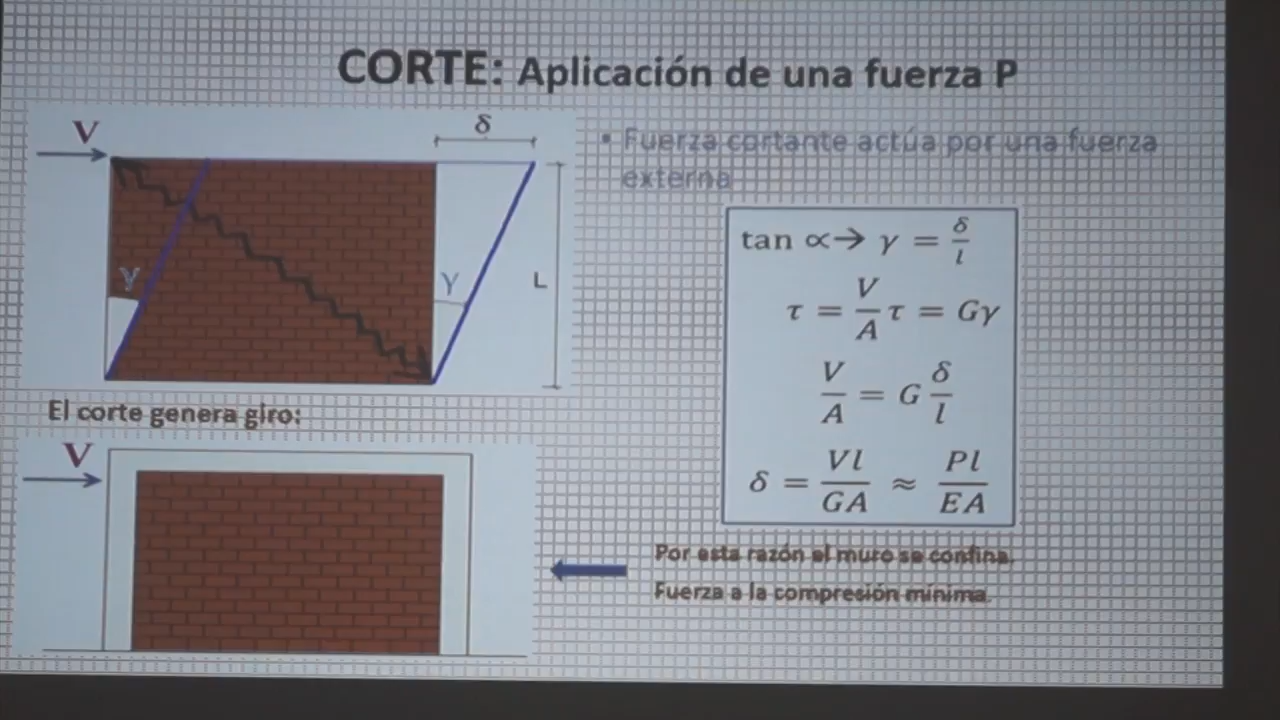 CORTE: Aplicación de una fuerza P
V
δ
• Fuerza cortante actúa por una fuerza
externa
γ
γ
L
tan ∝→ γ = δ/l
τ = V/A τ = Gγ
V/A = G δ/l
δ = Vl/GA ≈ Pl/EA
El corte genera giro:
V
Por esta razón el muro se confina.
Fuerza a la compresión mínima.